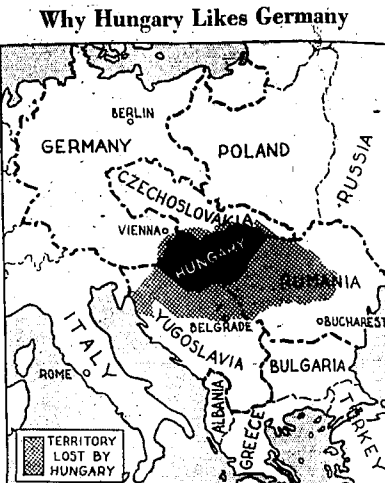 Why Hungary Likes Germany
BERLIN
GERMANY
POLAND
RUSSIA
CZECHOSLOVAKIA
VIENNA
HUNGARY
RUMANIA
YUGOSLAVIA
BELGRADE
BUCHAREST
ITALY
ROME
BULGARIA
ALBANIA
GREECE
TURKEY
TERRITORY
LOST BY
HUNGARY